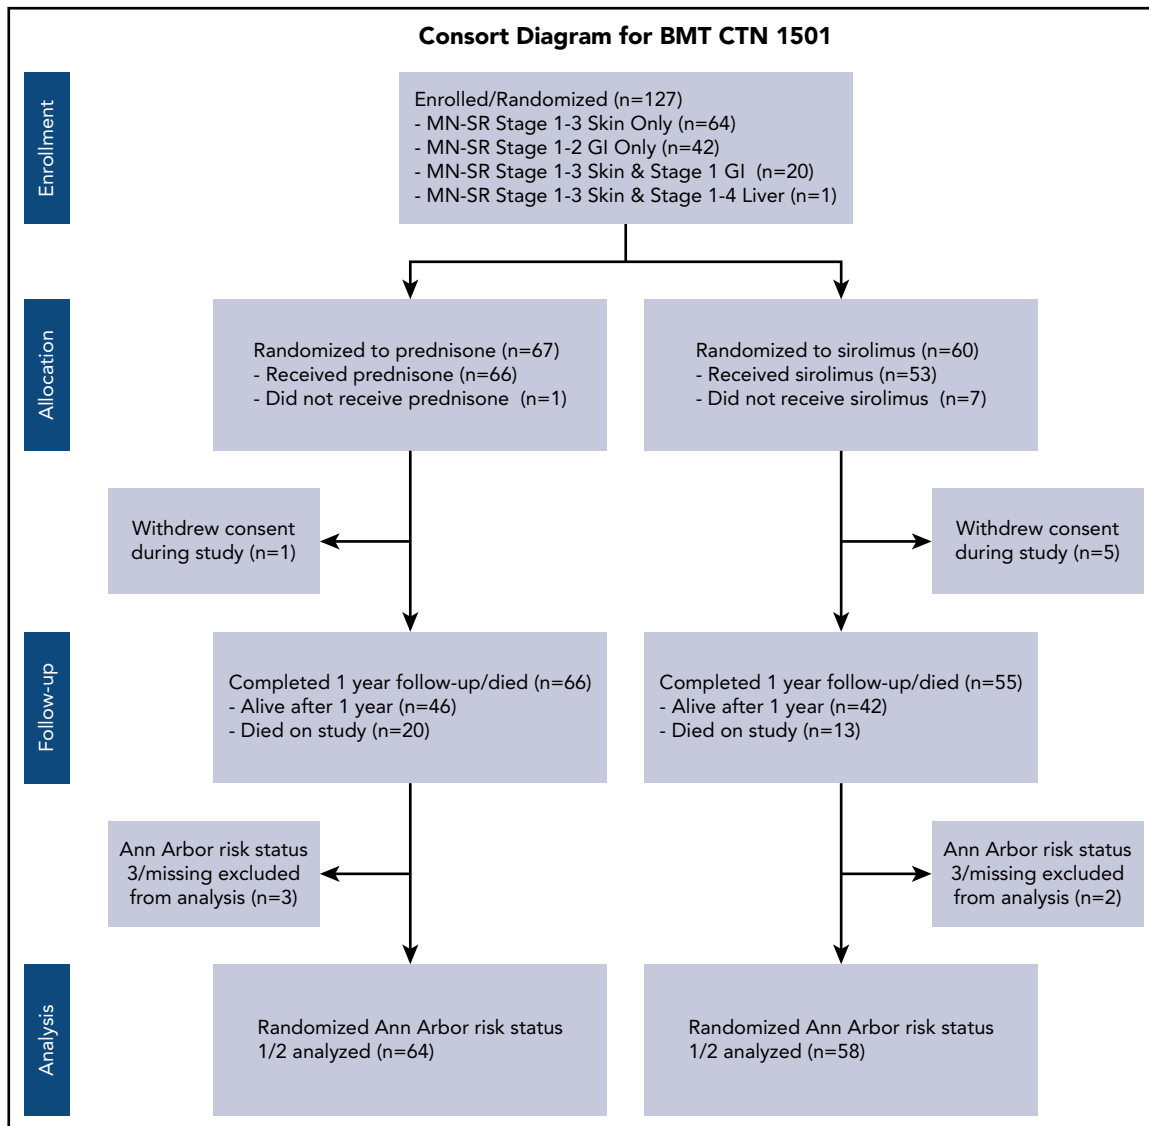 Consort Diagram for BMT CTN 1501
Enrollment
Enrolled/Randomized (n=127)
- MN-SR Stage 1-3 Skin Only (n=64)
- MN-SR Stage 1-2 GI Only (n=42)
- MN-SR Stage 1-3 Skin & Stage 1 GI (n=20)
- MN-SR Stage 1-3 Skin & Stage 1-4 Liver (n=1)
Allocation
Randomized to prednisone (n=67)
- Received prednisone (n=66)
- Did not receive prednisone (n=1)
Randomized to sirolimus (n=60)
- Received sirolimus (n=53)
- Did not receive sirolimus (n=7)
Withdrew consent
during study (n=1)
Withdrew consent
during study (n=5)
Follow-up
Completed 1 year follow-up/died (n=66)
- Alive after 1 year (n=46)
- Died on study (n=20)
Completed 1 year follow-up/died (n=55)
- Alive after 1 year (n=42)
- Died on study (n=13)
Ann Arbor risk status
3/missing excluded
from analysis (n=3)
Ann Arbor risk status
3/missing excluded
from analysis (n=2)
Analysis
Randomized Ann Arbor risk status
1/2 analyzed (n=64)
Randomized Ann Arbor risk status
1/2 analyzed (n=58)